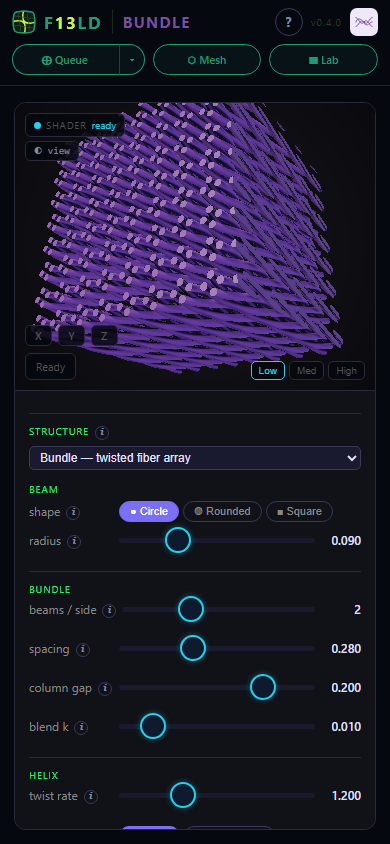 F13LD BUNDLE ? v0.4.0
Queue Mesh Lab
SHADER ready
view
X Y Z
Ready
Low Med High
STRUCTURE i
Bundle — twisted fiber array
BEAM
shape i Circle Rounded Square
radius i 0.090
BUNDLE
beams / side i 2
spacing i 0.280
column gap i 0.200
blend k i 0.010
HELIX
twist rate i 1.200